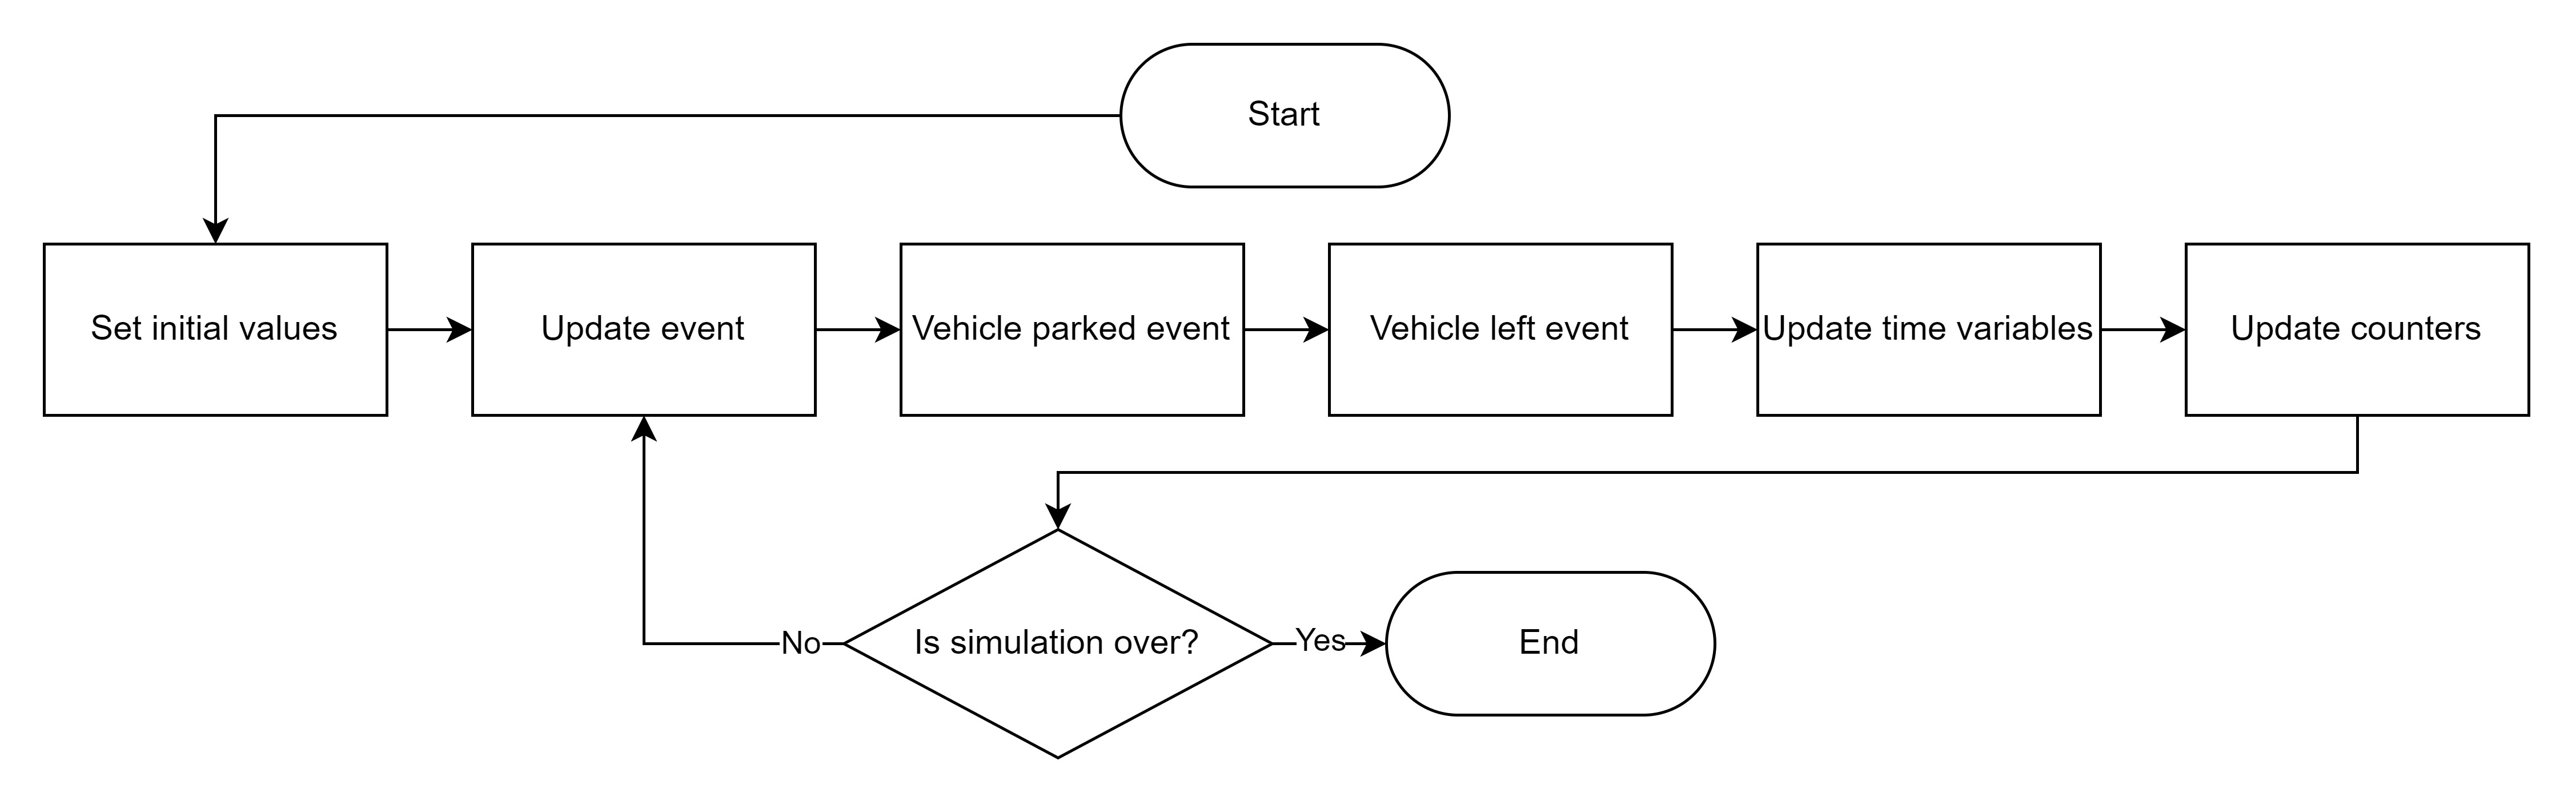 Start
Set initial values
Update event
Vehicle parked event
Vehicle left event
Update time variables
Update counters
Is simulation over?
No
Yes
End